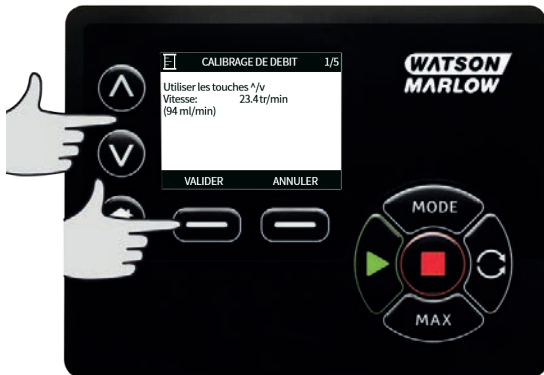 CALIBRAGE DE DEBIT 1/5
Utiliser les touches ^/v
Vitesse: 23.4 tr/min
(94 ml/min)
VALIDER ANNULER
WATSON
MARLOW
MODE
MAX